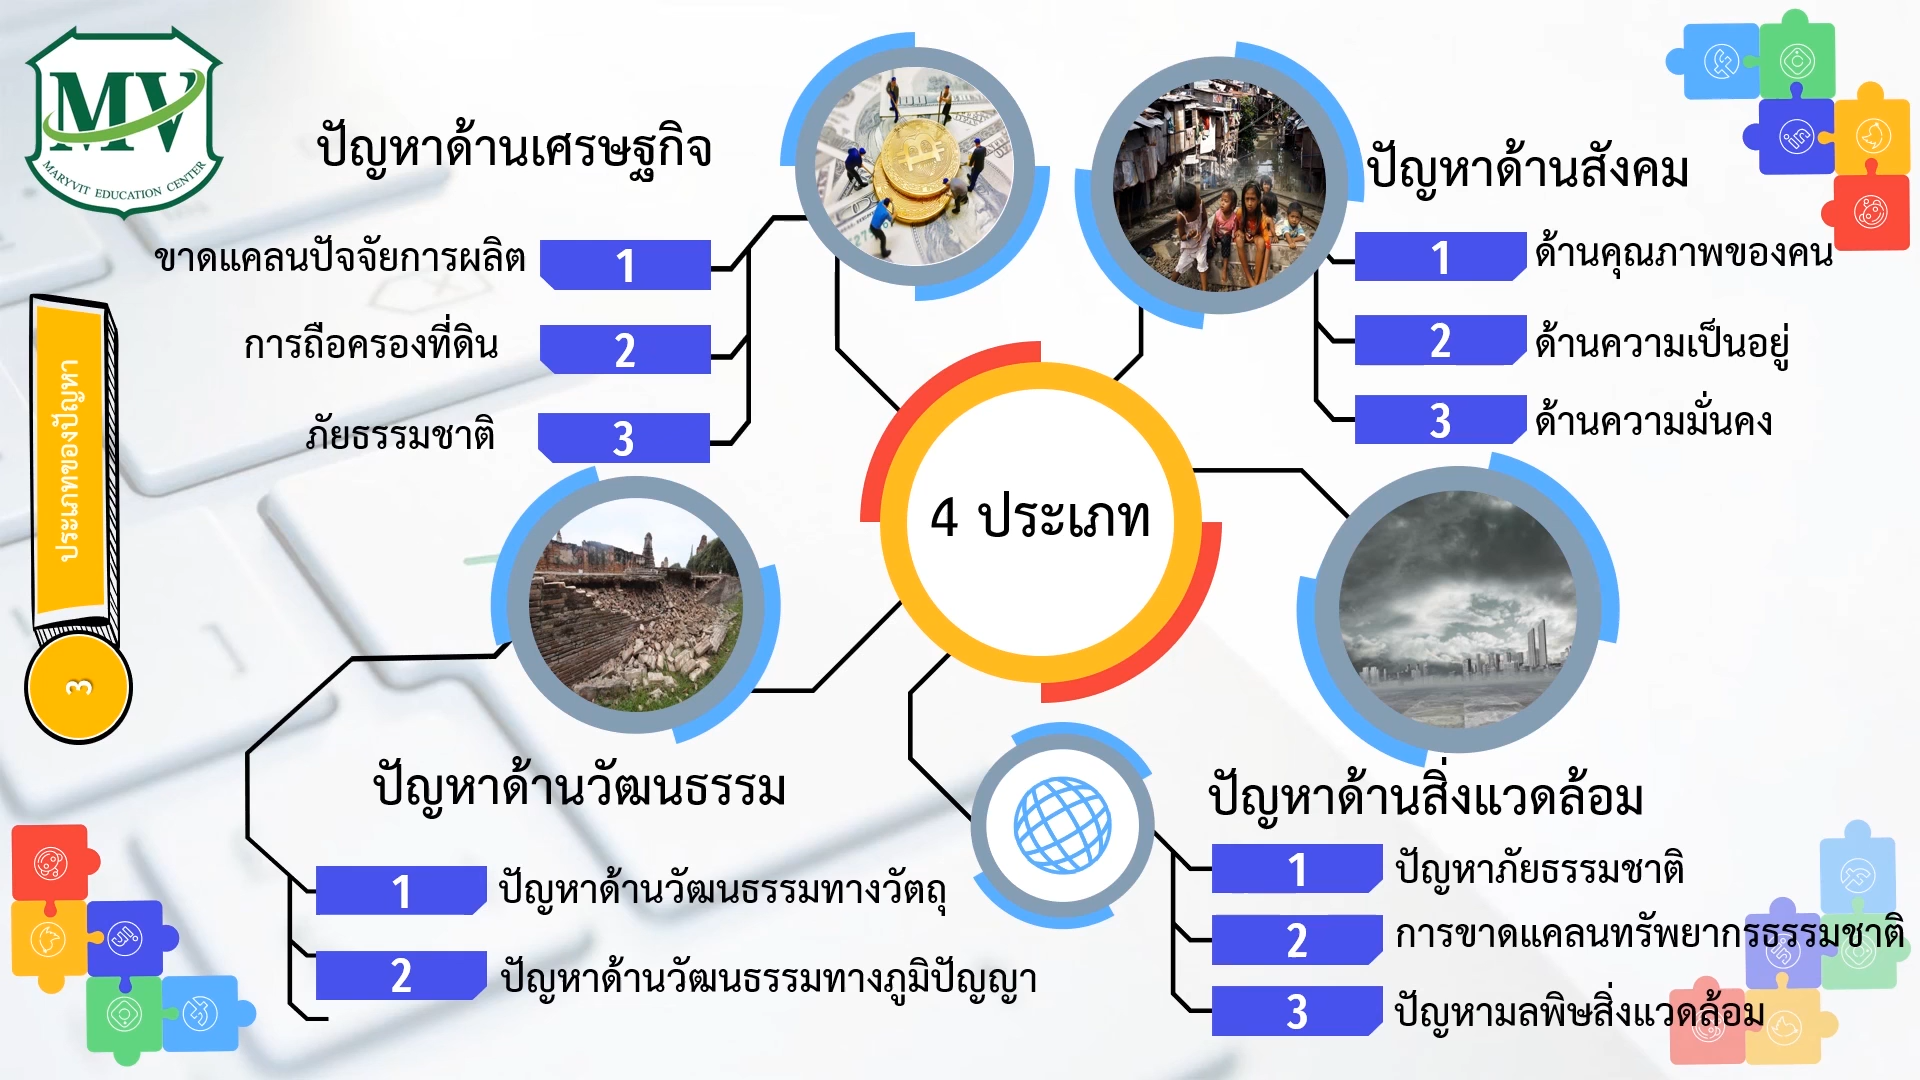 MV
MARYVIT EDUCATION CENTER
ประเภทของปัญหา
3
4 ประเภท
ปัญหาด้านเศรษฐกิจ
1 ขาดแคลนปัจจัยการผลิต
2 การถือครองที่ดิน
3 ภัยธรรมชาติ
ปัญหาด้านสังคม
1 ด้านคุณภาพของคน
2 ด้านความเป็นอยู่
3 ด้านความมั่นคง
ปัญหาด้านวัฒนธรรม
1 ปัญหาด้านวัฒนธรรมทางวัตถุ
2 ปัญหาด้านวัฒนธรรมทางภูมิปัญญา
ปัญหาด้านสิ่งแวดล้อม
1 ปัญหาภัยธรรมชาติ
2 การขาดแคลนทรัพยากรธรรมชาติ
3 ปัญหามลพิษสิ่งแวดล้อม